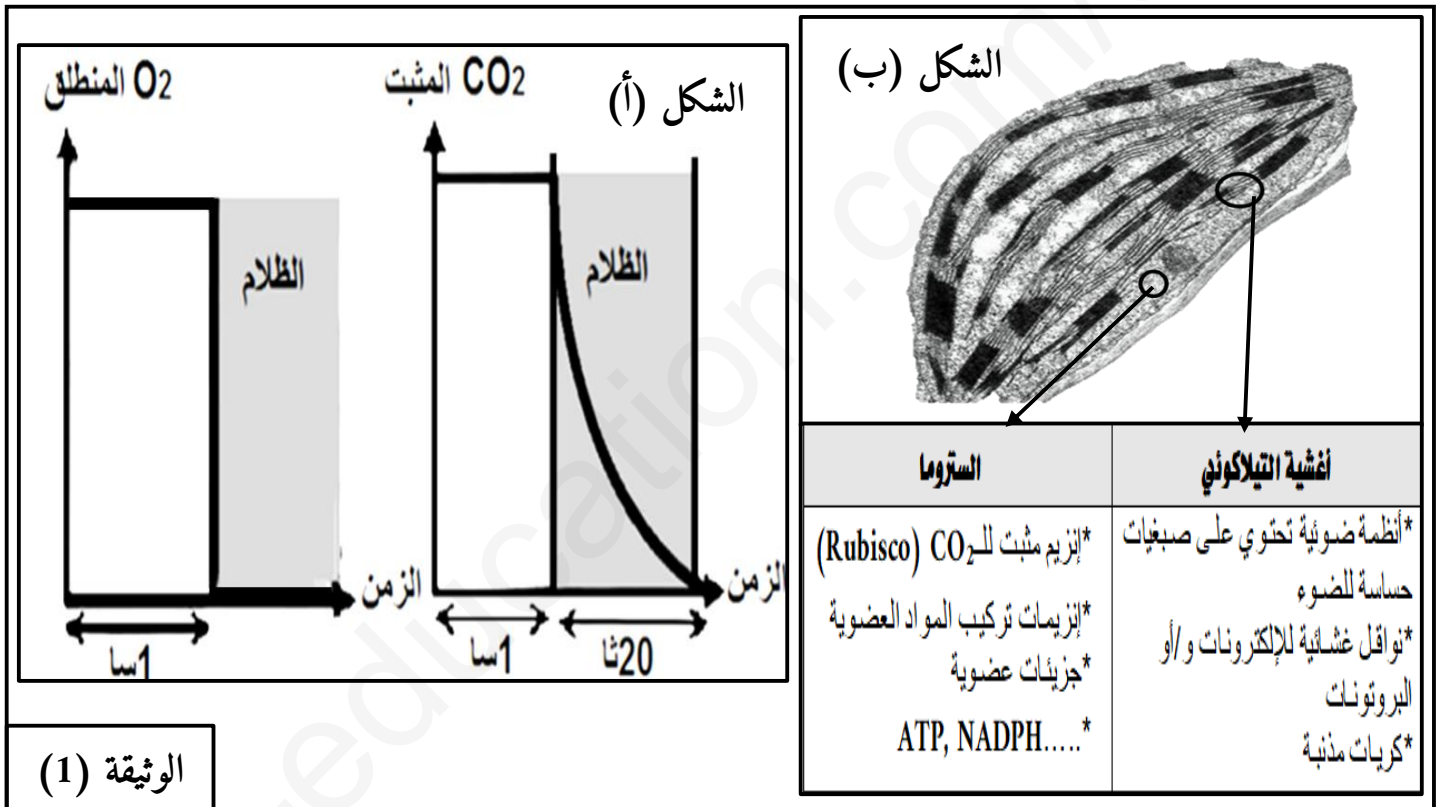 الشكل (أ)
CO2 المثبت
O2 المنطلق
الظلام
الظلام
الزمن
الزمن
1سا
20ثا
1سا
الشكل (ب)
أغشية التيلاكوئيد
الستروما
*أنظمة ضوئية تحتوي على صبغيات
حساسة للضوء
*نواقل غشائية للإلكترونات و/أو
البروتونات
*كريات مذنبة
*إنزيم مثبت للـCO2 (Rubisco)
*إنزيمات تركيب المواد العضوية
*جزيئات عضوية
*.....ATP, NADPH
الوثيقة (1)